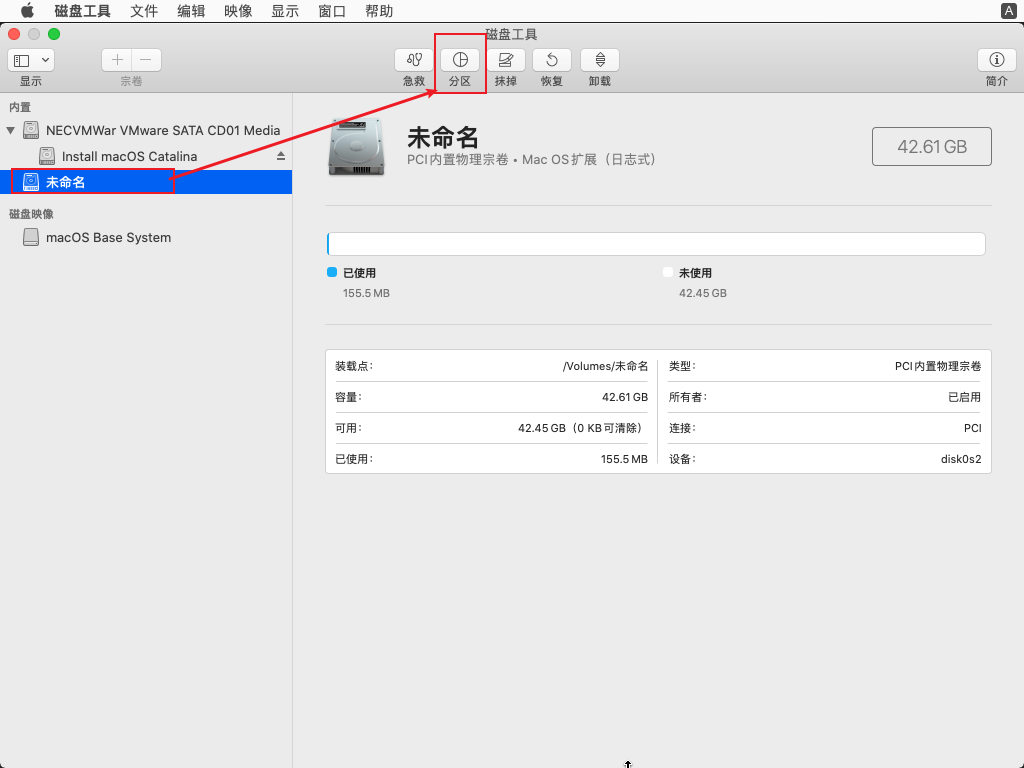 磁盘工具 文件 编辑 映像 显示 窗口 帮助 A
磁盘工具
显示 宗卷 急救 分区 抹掉 恢复 卸载 简介
内置
NECVMWar VMware SATA CD01 Media
Install macOS Catalina
未命名
磁盘映像
macOS Base System
未命名
PCI内置物理宗卷 • Mac OS扩展（日志式）
42.61 GB
已使用
155.5 MB
未使用
42.45 GB
装载点： /Volumes/未命名
容量： 42.61 GB
可用： 42.45 GB（0 KB可清除）
已使用： 155.5 MB
类型： PCI内置物理宗卷
所有者： 已启用
连接： PCI
设备： disk0s2